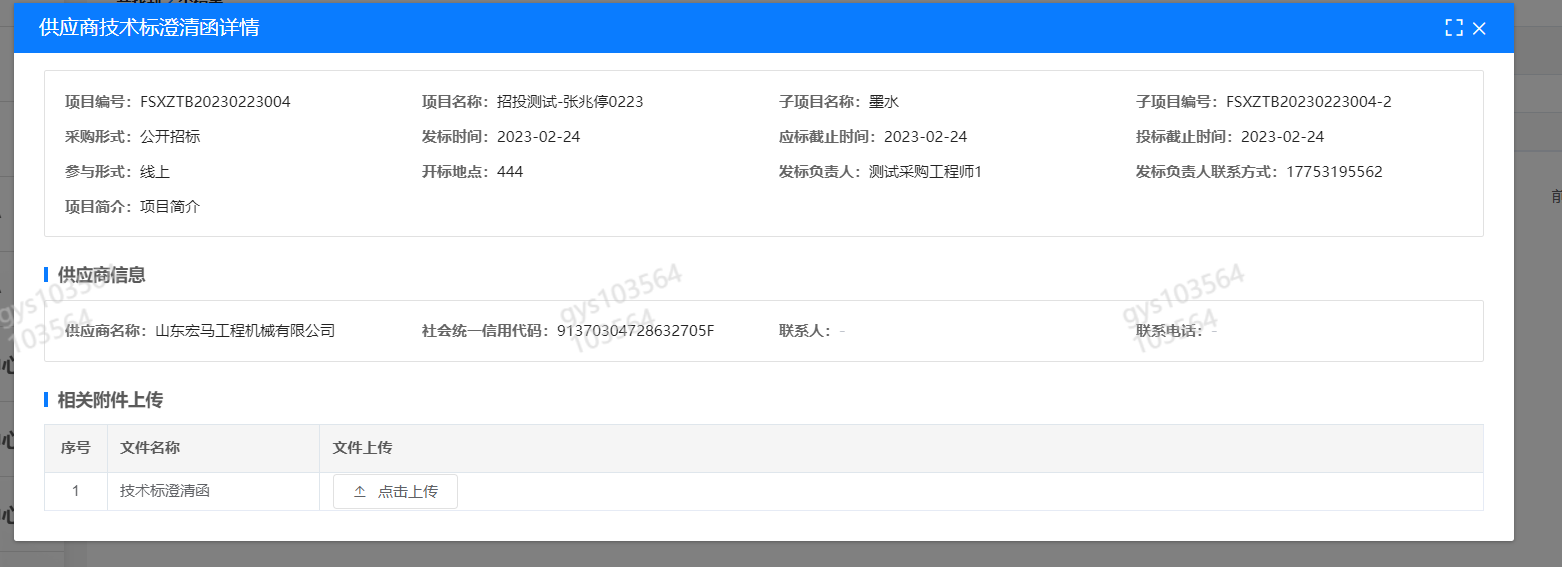 供应商技术标澄清函详情
项目编号：FSXZTB20230223004 项目名称：招投测试-张兆停0223 子项目名称：墨水 子项目编号：FSXZTB20230223004-2
采购形式：公开招标 发标时间：2023-02-24 应标截止时间：2023-02-24 投标截止时间：2023-02-24
参与形式：线上 开标地点：444 发标负责人：测试采购工程师1 发标负责人联系方式：17753195562
项目简介：项目简介
供应商信息
供应商名称：山东宏马工程机械有限公司 社会统一信用代码：91370304728632705F 联系人：- 联系电话：-
gys103564 gys103564 gys103564
103564 103564 103564
相关附件上传
序号 文件名称 文件上传
1 技术标澄清函 点击上传